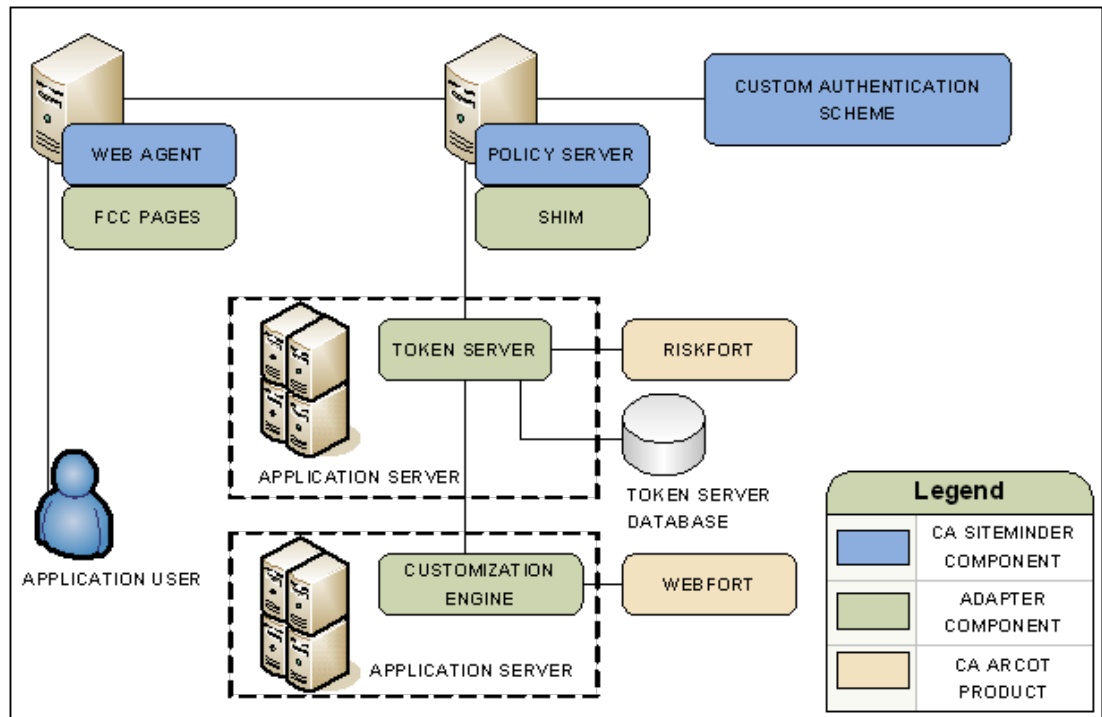 CUSTOM AUTHENTICATION
SCHEME
WEB AGENT
POLICY SERVER
FCC PAGES
SHIM
TOKEN SERVER
RISKFORT
APPLICATION SERVER
TOKEN SERVER
DATABASE
Legend
CA SITEMINDER
COMPONENT
ADAPTER
COMPONENT
CA ARCOT
PRODUCT
APPLICATION USER
CUSTOMIZATION
ENGINE
WEBFORT
APPLICATION SERVER